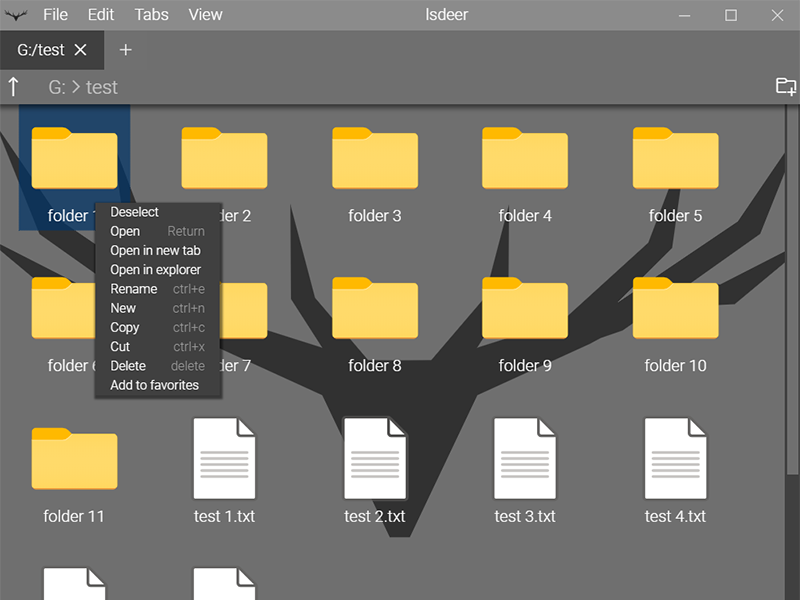 File Edit Tabs View lsdeer
G:/test
G: > test
folder 1 der 2 folder 3 folder 4 folder 5
Deselect
Open Return
Open in new tab
Open in explorer
Rename ctrl+e
New ctrl+n
Copy ctrl+c
Cut ctrl+x
Delete delete
Add to favorites
folder 6 der 7 folder 8 folder 9 folder 10
folder 11 test 1.txt test 2.txt test 3.txt test 4.txt